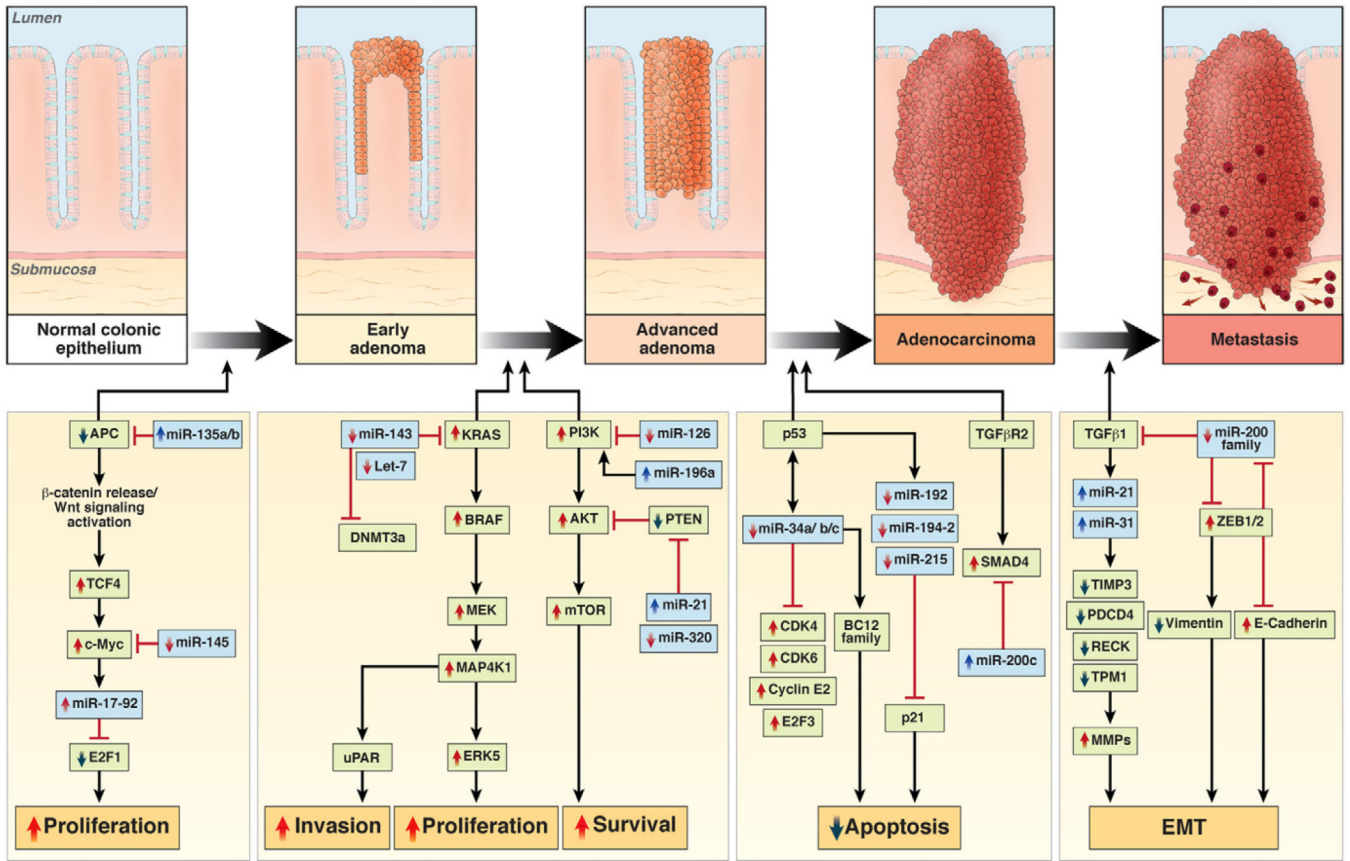 Lumen
Submucosa
Normal colonic
epithelium
Early
adenoma
Advanced
adenoma
Adenocarcinoma
Metastasis
APC
miR-135a/b
β-catenin release/
Wnt signaling
activation
TCF4
c-Myc
miR-145
miR-17-92
E2F1
Proliferation
miR-143
KRAS
Let-7
DNMT3a
BRAF
MEK
MAP4K1
uPAR
ERK5
Invasion
Proliferation
PI3K
miR-126
miR-196a
AKT
PTEN
mTOR
miR-21
miR-320
Survival
p53
TGFβR2
miR-192
miR-34a/ b/c
miR-194-2
miR-215
SMAD4
CDK4
CDK6
Cyclin E2
E2F3
BC12
family
miR-200c
p21
Apoptosis
TGFβ1
miR-200
family
miR-21
miR-31
ZEB1/2
TIMP3
PDCD4
RECK
TPM1
MMPs
Vimentin
E-Cadherin
EMT